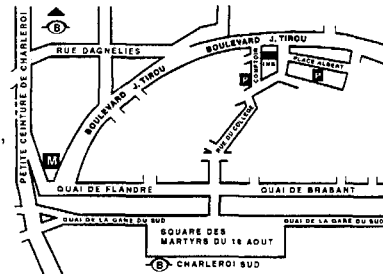 B
PETITE CEINTURE DE CHARLEROI
RUE DAGNELIES
BOULEVARD J. TIROU
BOULEVARD J. TIROU
COMPTOIR
PLACE ALBERT
P
P
RUE DU COLLEGE
M
QUAI DE FLANDRE
QUAI DE BRABANT
QUAI DE LA GARE DU SUD
QUAI DE LA GARE DU SUD
SQUARE DES
MARTYRS DU 18 AOUT
B CHARLEROI SUD